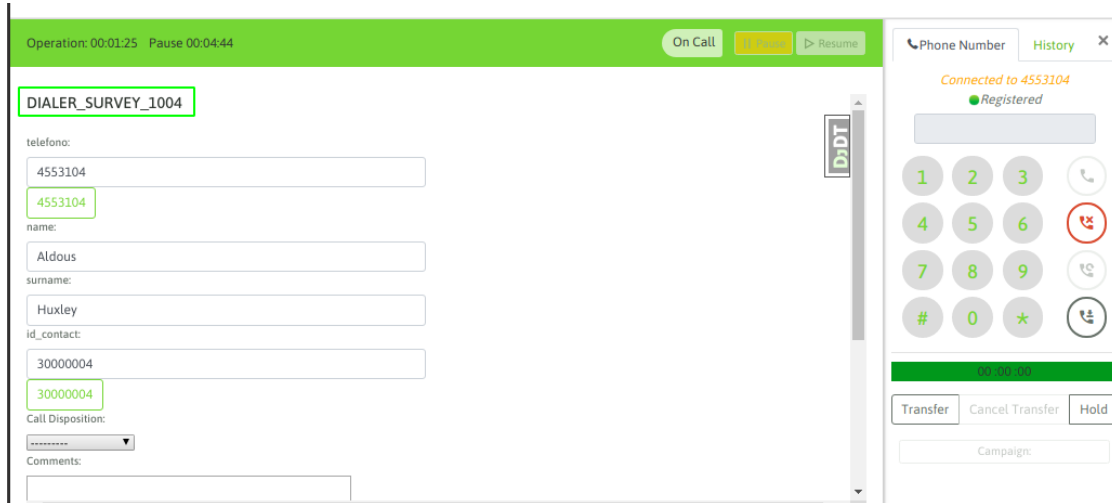 Operation: 00:01:25 Pause 00:04:44
On Call
Pause
Resume
DIALER_SURVEY_1004
telefono:
4553104
4553104
name:
Aldous
surname:
Huxley
id_contact:
30000004
30000004
Call Disposition:
---------
Comments:
DjDT
Phone Number
History
×
Connected to 4553104
Registered
1 2 3
4 5 6
7 8 9
# 0 *
00:00:00
Transfer
Cancel Transfer
Hold
Campaign: